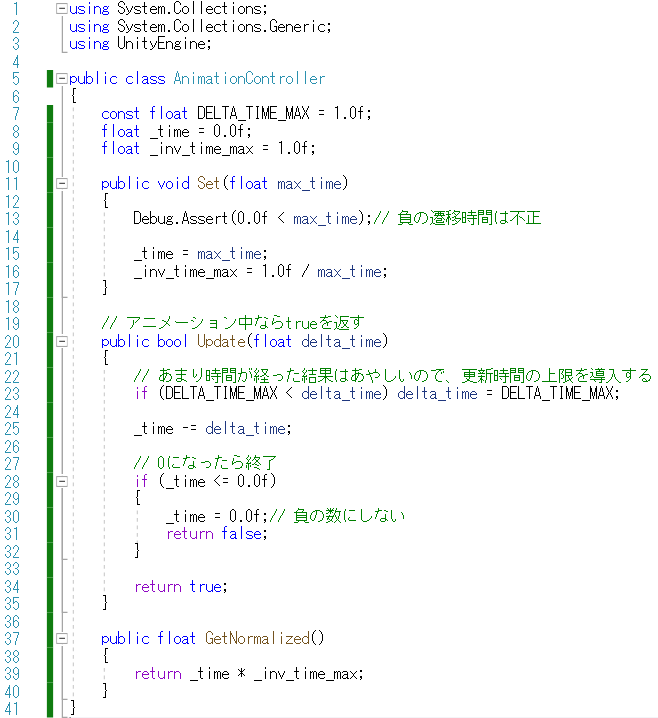 1 using System.Collections;
2 using System.Collections.Generic;
3 using UnityEngine;
4
5 public class AnimationController
6 {
7     const float DELTA_TIME_MAX = 1.0f;
8     float _time = 0.0f;
9     float _inv_time_max = 1.0f;
10
11     public void Set(float max_time)
12     {
13         Debug.Assert(0.0f < max_time);// 負の遷移時間は不正
14
15         _time = max_time;
16         _inv_time_max = 1.0f / max_time;
17     }
18
19     // アニメーション中ならtrueを返す
20     public bool Update(float delta_time)
21     {
22         // あまり時間が経った結果はあやしいので、更新時間の上限を導入する
23         if (DELTA_TIME_MAX < delta_time) delta_time = DELTA_TIME_MAX;
24
25         _time -= delta_time;
26
27         // 0になったら終了
28         if (_time <= 0.0f)
29         {
30             _time = 0.0f;// 負の数にしない
31             return false;
32         }
33
34         return true;
35     }
36
37     public float GetNormalized()
38     {
39         return _time * _inv_time_max;
40     }
41 }